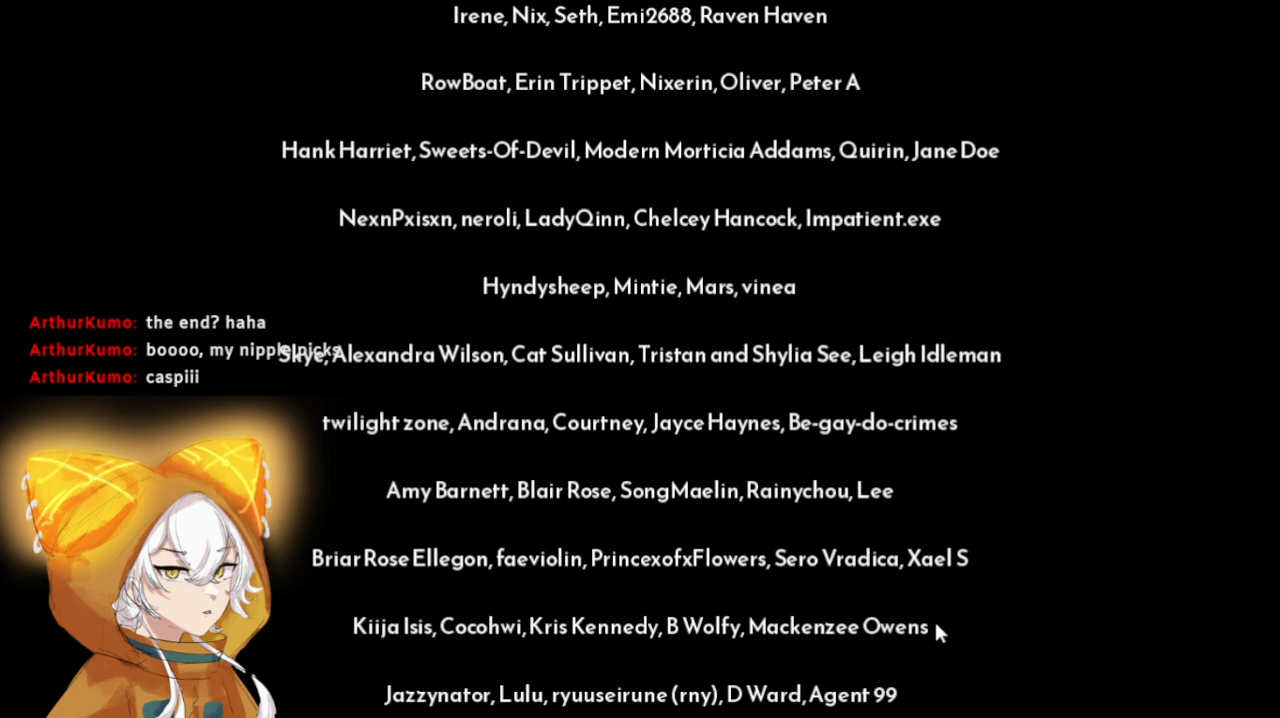 Irene, Nix, Seth, Emi2688, Raven Haven
RowBoat, Erin Trippet, Nixerin, Oliver, Peter A
Hank Harriet, Sweets-Of-Devil, Modern Morticia Addams, Quirin, Jane Doe
NexnPxisxn, neroli, LadyQinn, Chelcey Hancock, Impatient.exe
Hyndysheep, Mintie, Mars, vinea
ArthurKumo: the end? haha
ArthurKumo: boooo, my nipple picks
Skye, Alexandra Wilson, Cat Sullivan, Tristan and Shylia See, Leigh Idleman
ArthurKumo: caspiii
twilight zone, Andrana, Courtney, Jayce Haynes, Be-gay-do-crimes
Amy Barnett, Blair Rose, SongMaelin, Rainychou, Lee
Briar Rose Ellegon, faeviolin, PrincexofxFlowers, Sero Vradica, Xael S
Kiija Isis, Cocohwi, Kris Kennedy, B Wolfy, Mackenzee Owens
Jazzynator, Lulu, ryuuseirune (rny), D Ward, Agent 99